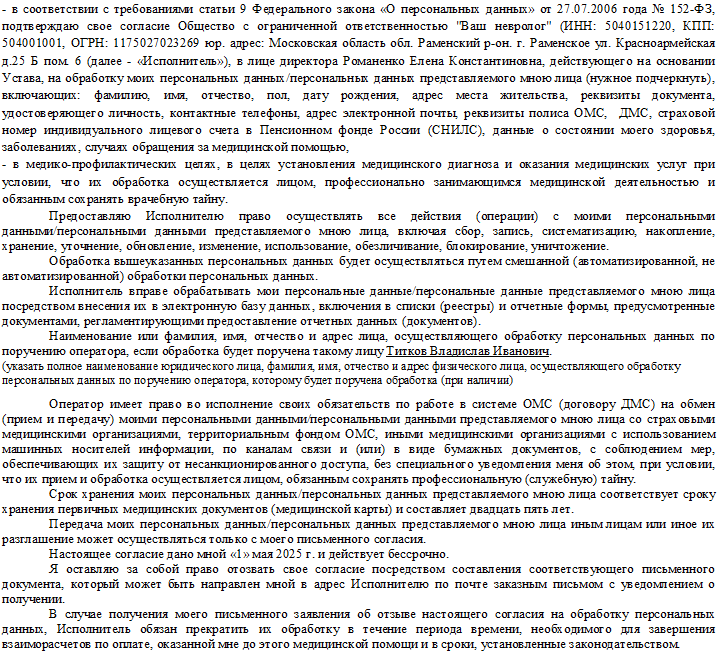 - в соответствии с требованиями статьи 9 Федерального закона «О персональных данных» от 27.07.2006 года № 152-ФЗ,
подтверждаю свое согласие Общество с ограниченной ответственностью "Ваш невролог" (ИНН: 5040151220, КПП:
504001001, ОГРН: 1175027023269 юр. адрес: Московская область обл. Раменский р-он. г. Раменское ул. Красноармейская
д.25 Б пом. 6 (далее - «Исполнитель»), в лице директора Романенко Елена Константиновна, действующего на основании
Устава, на обработку моих персональных данных/персональных данных представляемого мною лица (нужное подчеркнуть),
включающих: фамилию, имя, отчество, пол, дату рождения, адрес места жительства, реквизиты документа,
удостоверяющего личность, контактные телефоны, адрес электронной почты, реквизиты полиса ОМС, ДМС, страховой
номер индивидуального лицевого счета в Пенсионном фонде России (СНИЛС), данные о состоянии моего здоровья,
заболеваниях, случаях обращения за медицинской помощью,
- в медико-профилактических целях, в целях установления медицинского диагноза и оказания медицинских услуг при
условии, что их обработка осуществляется лицом, профессионально занимающимся медицинской деятельностью и
обязанным сохранять врачебную тайну.
Предоставляю Исполнителю право осуществлять все действия (операции) с моими персональными
данными/персональными данными представляемого мною лица, включая сбор, запись, систематизацию, накопление,
хранение, уточнение, обновление, изменение, использование, обезличивание, блокирование, уничтожение.
Обработка вышеуказанных персональных данных будет осуществляться путем смешанной (автоматизированной, не
автоматизированной) обработки персональных данных.
Исполнитель вправе обрабатывать мои персональные данные/персональные данные представляемого мною лица
посредством внесения их в электронную базу данных, включения в списки (реестры) и отчетные формы, предусмотренные
документами, регламентирующими предоставление отчетных данных (документов).
Наименование или фамилия, имя, отчество и адрес лица, осуществляющего обработку персональных данных по
поручению оператора, если обработка будет поручена такому лицу Титков Владислав Иванович.
(указать полное наименование юридического лица, фамилия, имя, отчество и адрес физического лица, осуществляющего обработку
персональных данных по поручению оператора, которому будет поручена обработка (при наличии)
Оператор имеет право во исполнение своих обязательств по работе в системе ОМС (договору ДМС) на обмен
(прием и передачу) моими персональными данными/персональными данными представляемого мною лица со страховыми
медицинскими организациями, территориальным фондом ОМС, иными медицинскими организациями с использованием
машинных носителей информации, по каналам связи и (или) в виде бумажных документов, с соблюдением мер,
обеспечивающих их защиту от несанкционированного доступа, без специального уведомления меня об этом, при условии,
что их прием и обработка осуществляется лицом, обязанным сохранять профессиональную (служебную) тайну.
Срок хранения моих персональных данных/персональных данных представляемого мною лица соответствует сроку
хранения первичных медицинских документов (медицинской карты) и составляет двадцать пять лет.
Передача моих персональных данных/персональных данных представляемого мною лица иным лицам или иное их
разглашение может осуществляться только с моего письменного согласия.
Настоящее согласие дано мной «1» мая 2025 г. и действует бессрочно.
Я оставляю за собой право отозвать свое согласие посредством составления соответствующего письменного
документа, который может быть направлен мной в адрес Исполнителю по почте заказным письмом с уведомлением о
получении.
В случае получения моего письменного заявления об отзыве настоящего согласия на обработку персональных
данных, Исполнитель обязан прекратить их обработку в течение периода времени, необходимого для завершения
взаиморасчетов по оплате, оказанной мне до этого медицинской помощи и в сроки, установленные законодательством.